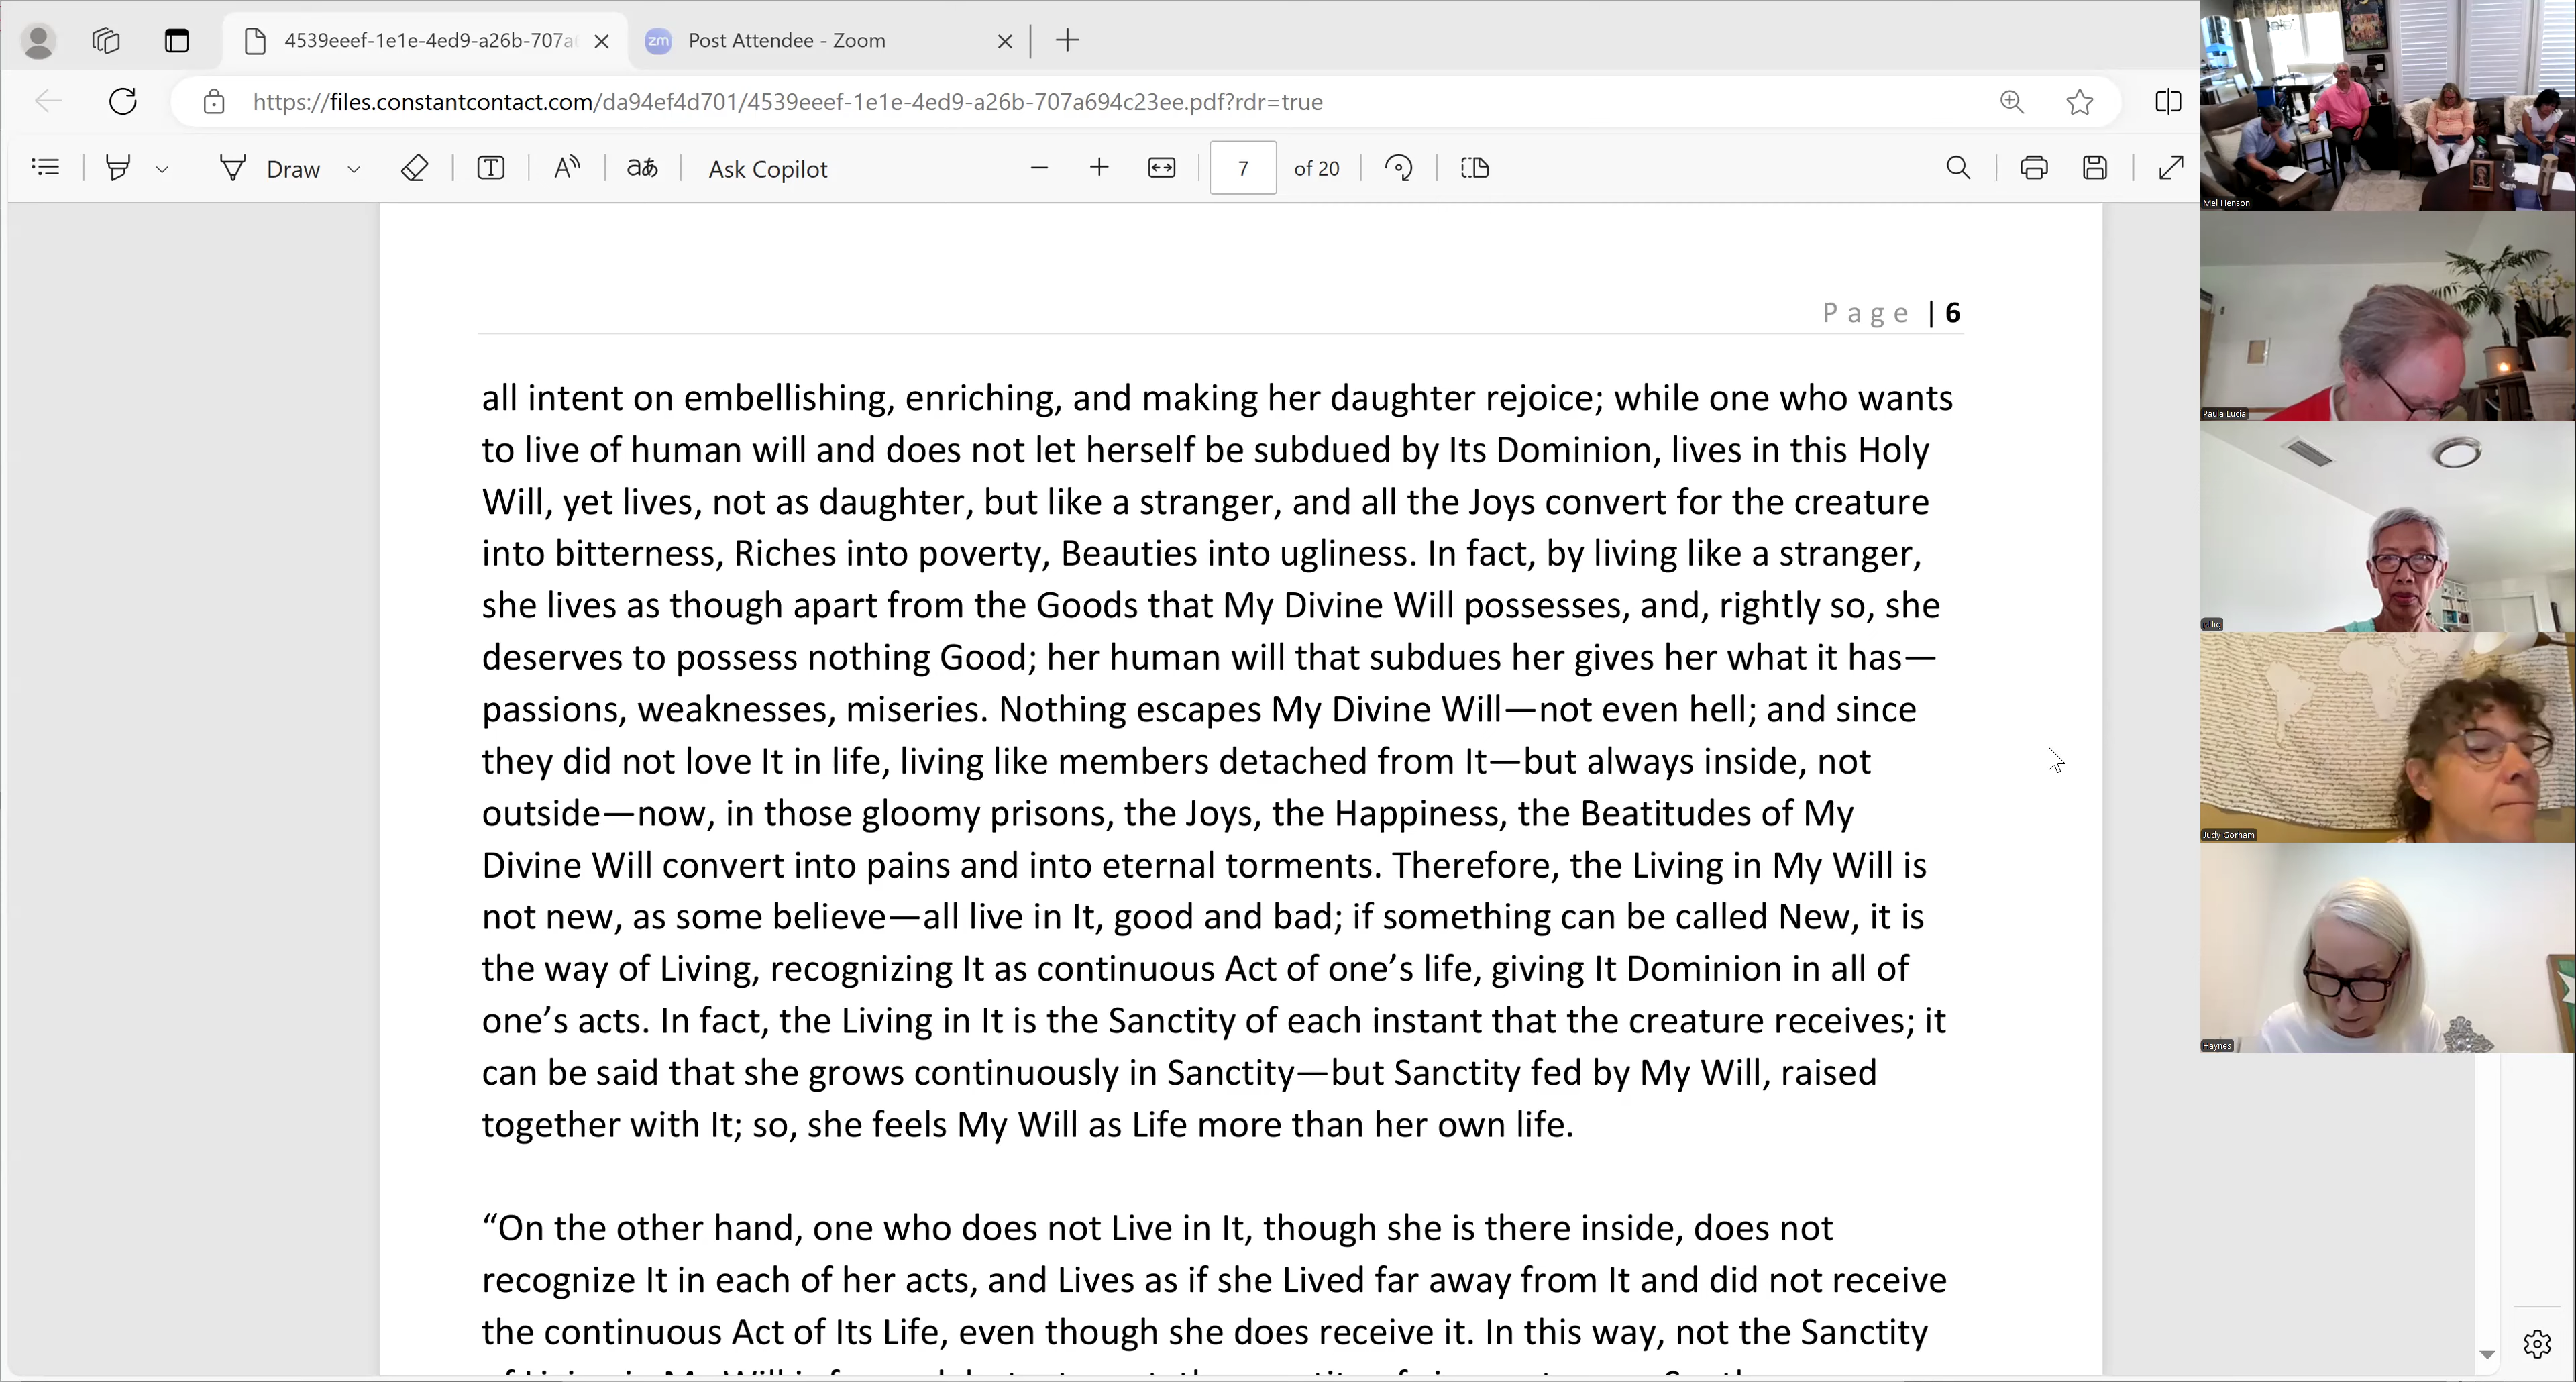 4539eeef-1e1e-4ed9-a26b-707a
zm Post Attendee - Zoom
https://files.constantcontact.com/da94ef4d701/4539eeef-1e1e-4ed9-a26b-707a694c23ee.pdf?rdr=true
Draw
T
A
aあ
Ask Copilot
7 of 20
Page | 6
all intent on embellishing, enriching, and making her daughter rejoice; while one who wants
to live of human will and does not let herself be subdued by Its Dominion, lives in this Holy
Will, yet lives, not as daughter, but like a stranger, and all the Joys convert for the creature
into bitterness, Riches into poverty, Beauties into ugliness. In fact, by living like a stranger,
she lives as though apart from the Goods that My Divine Will possesses, and, rightly so, she
deserves to possess nothing Good; her human will that subdues her gives her what it has—
passions, weaknesses, miseries. Nothing escapes My Divine Will—not even hell; and since
they did not love It in life, living like members detached from It—but always inside, not
outside—now, in those gloomy prisons, the Joys, the Happiness, the Beatitudes of My
Divine Will convert into pains and into eternal torments. Therefore, the Living in My Will is
not new, as some believe—all live in It, good and bad; if something can be called New, it is
the way of Living, recognizing It as continuous Act of one’s life, giving It Dominion in all of
one’s acts. In fact, the Living in It is the Sanctity of each instant that the creature receives; it
can be said that she grows continuously in Sanctity—but Sanctity fed by My Will, raised
together with It; so, she feels My Will as Life more than her own life.
“On the other hand, one who does not Live in It, though she is there inside, does not
recognize It in each of her acts, and Lives as if she Lived far away from It and did not receive
the continuous Act of Its Life, even though she does receive it. In this way, not the Sanctity
Mel Henson
Paula Lucia
jstlig
Judy Gorham
Haynes